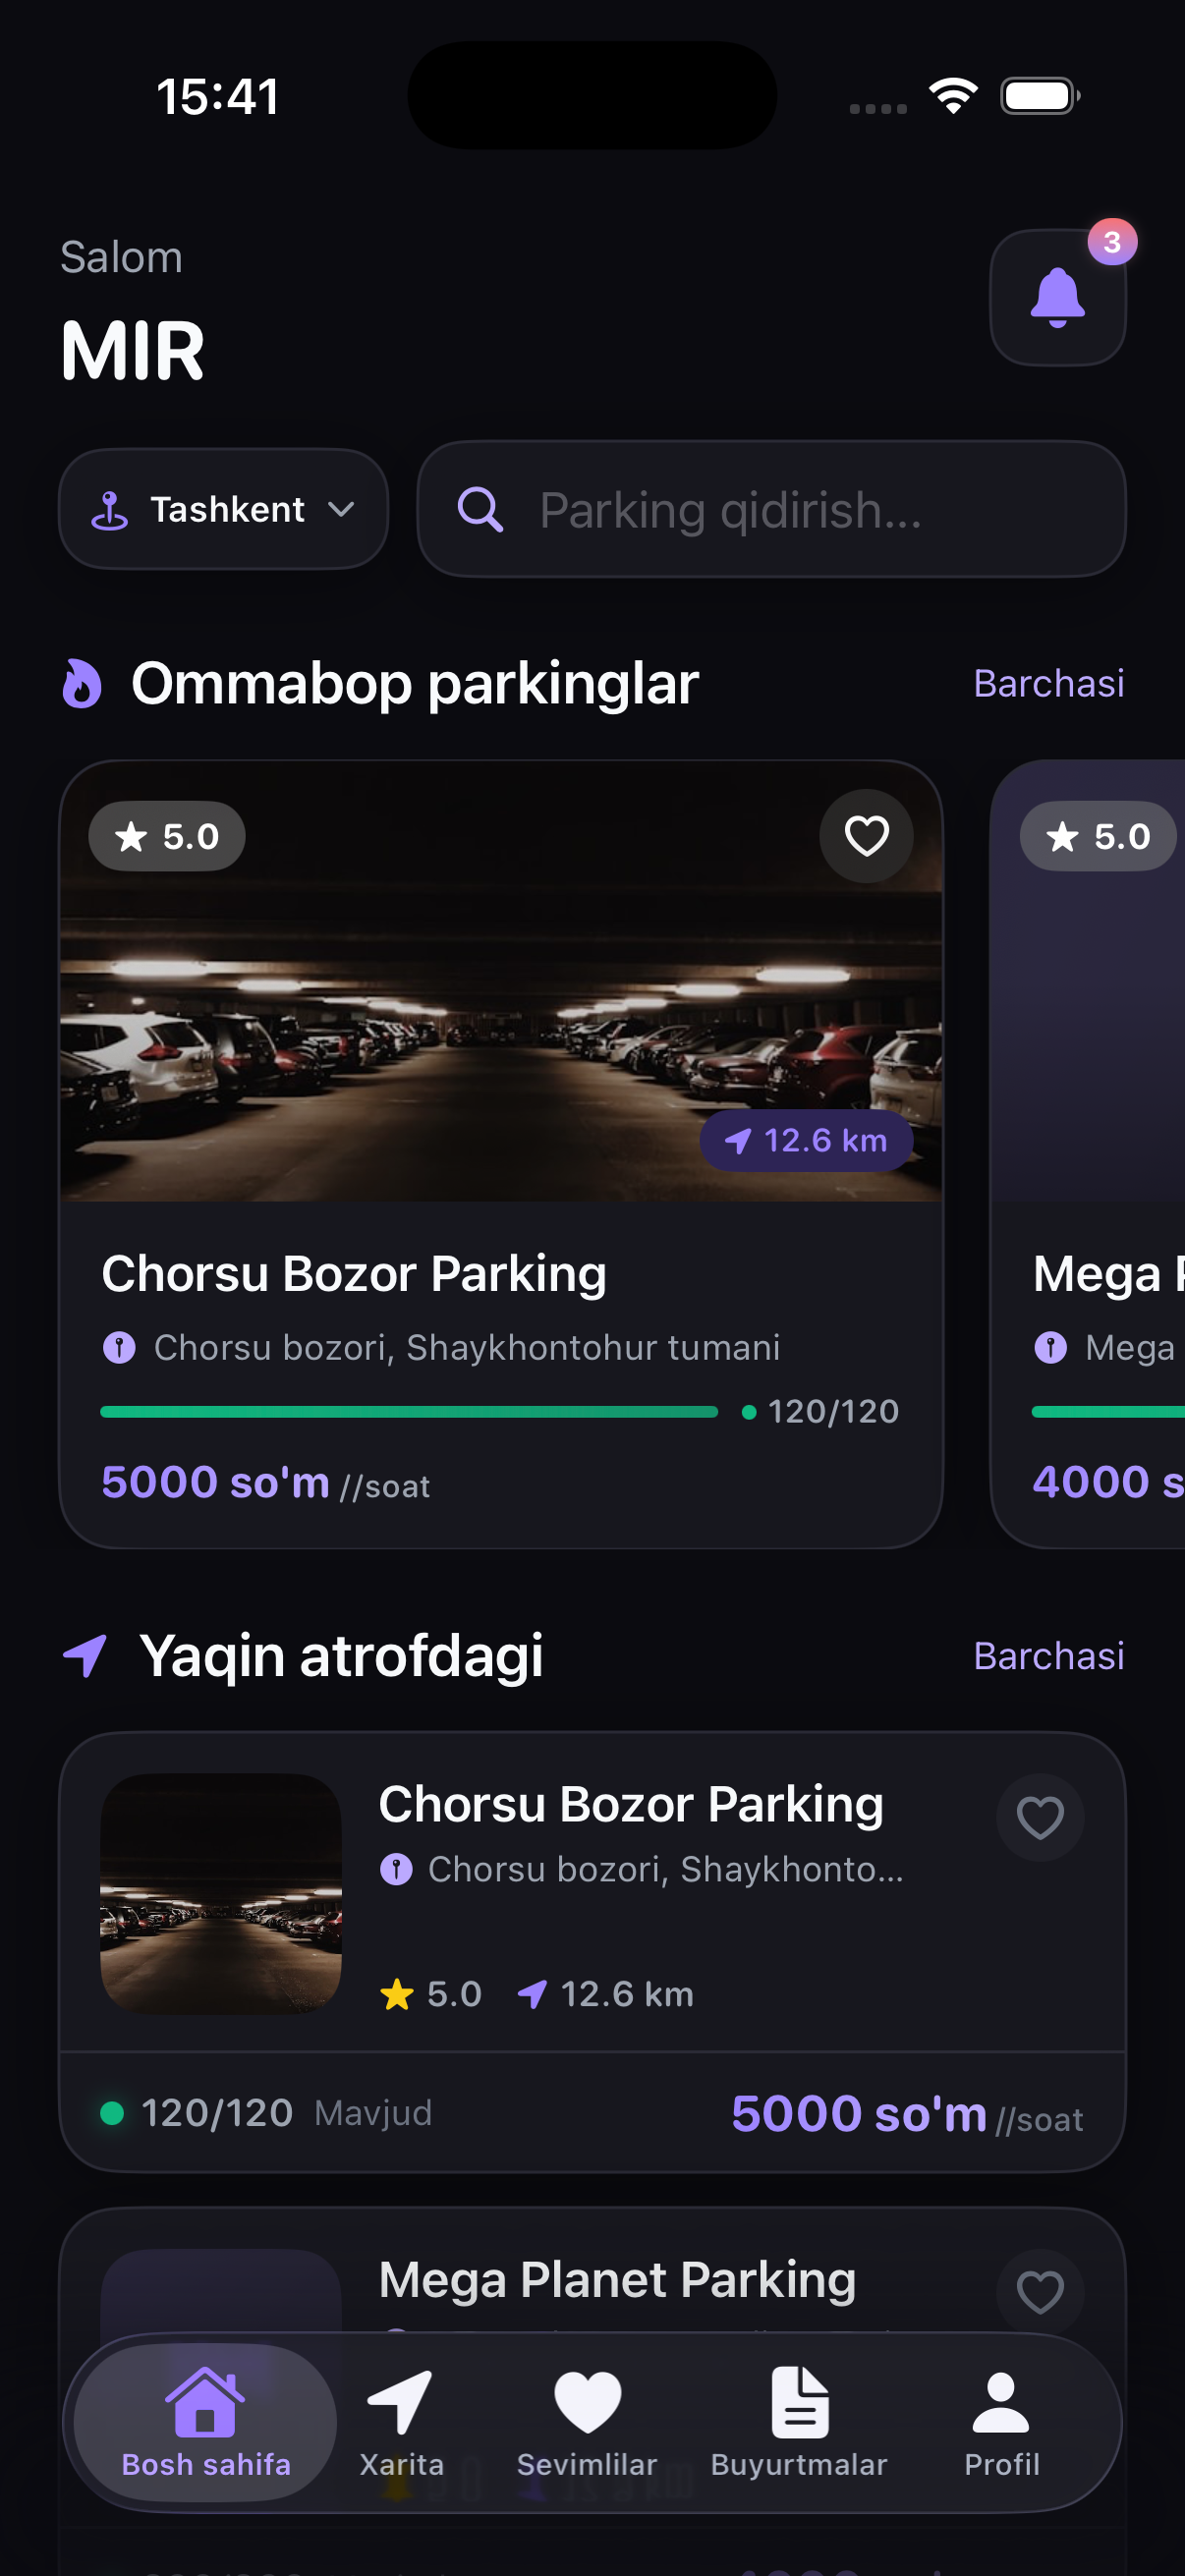 15:41
Salom
3
MIR
Tashkent
Parking qidirish...
Ommabop parkinglar
Barchasi
5.0
5.0
12.6 km
Chorsu Bozor Parking
Mega
Chorsu bozori, Shaykhontohur tumani
Mega
120/120
5000 so'm //soat
4000 s
Yaqin atrofdagi
Barchasi
Chorsu Bozor Parking
Chorsu bozori, Shaykhonto...
5.0
12.6 km
120/120 Mavjud
5000 so'm //soat
Mega Planet Parking
Bosh sahifa
Xarita
Sevimlilar
Buyurtmalar
Profil